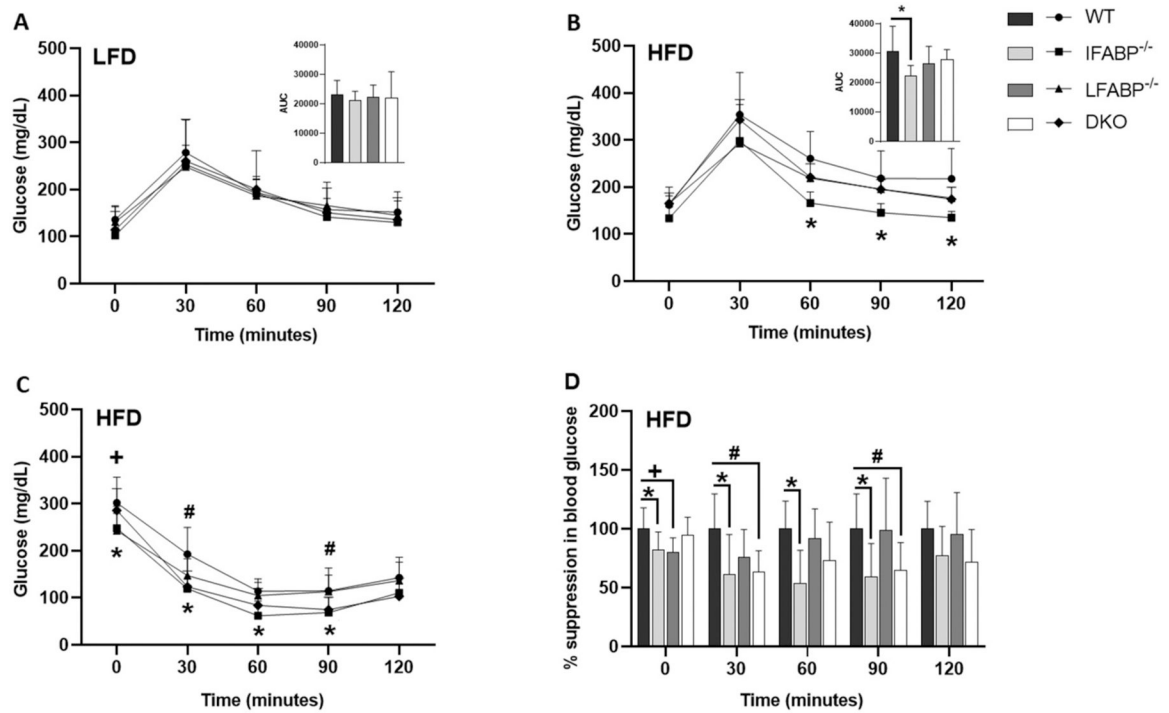 A
LFD
Glucose (mg/dL)
500
400
300
200
100
0
0 30 60 90 120
Time (minutes)
AUC
40000
30000
20000
10000
0
B
HFD
Glucose (mg/dL)
500
400
300
200
100
0
* * *
0 30 60 90 120
Time (minutes)
AUC
40000
30000
20000
10000
0
*
WT
IFABP-/-
LFABP-/-
DKO
C
HFD
Glucose (mg/dL)
500
400
300
200
100
0
+ # #
* * * *
0 30 60 90 120
Time (minutes)
D
HFD
% suppression in blood glucose
200
150
100
50
0
+ # #
* * * *
0 30 60 90 120
Time (minutes)